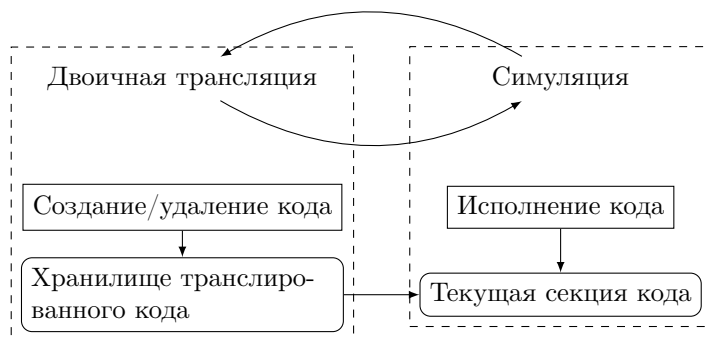 Двоичная трансляция
Симуляция
Создание/удаление кода
Исполнение кода
Хранилище транслиро-
ванного кода
Текущая секция кода